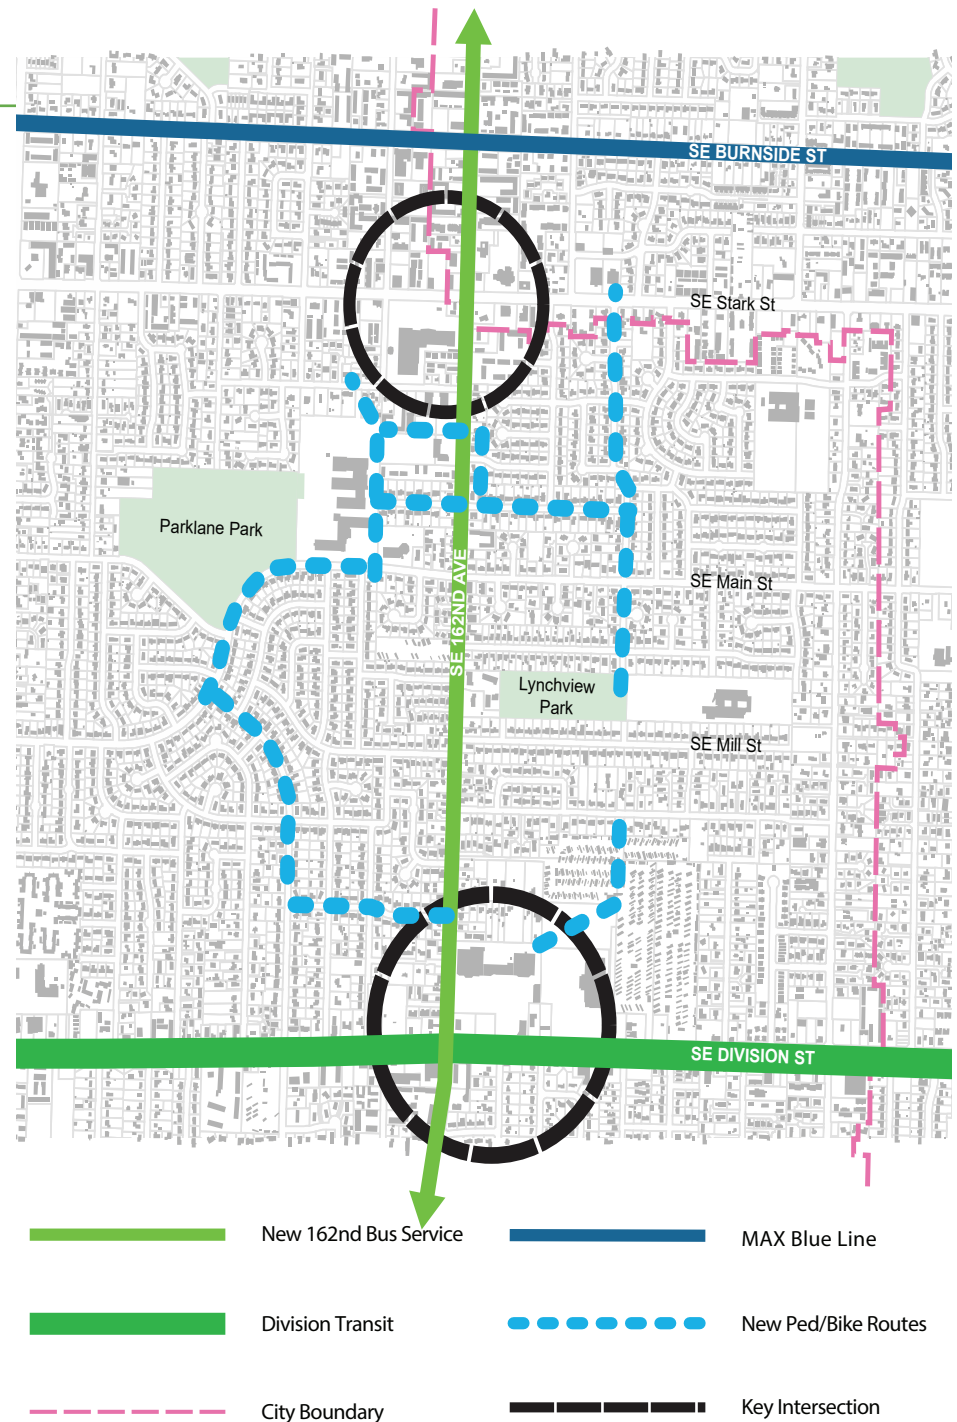 SE BURNSIDE ST
SE Stark St
Parklane Park
SE 162ND AVE
SE Main St
Lynchview
Park
SE Mill St
SE DIVISION ST
New 162nd Bus Service
MAX Blue Line
Division Transit
New Ped/Bike Routes
City Boundary
Key Intersection